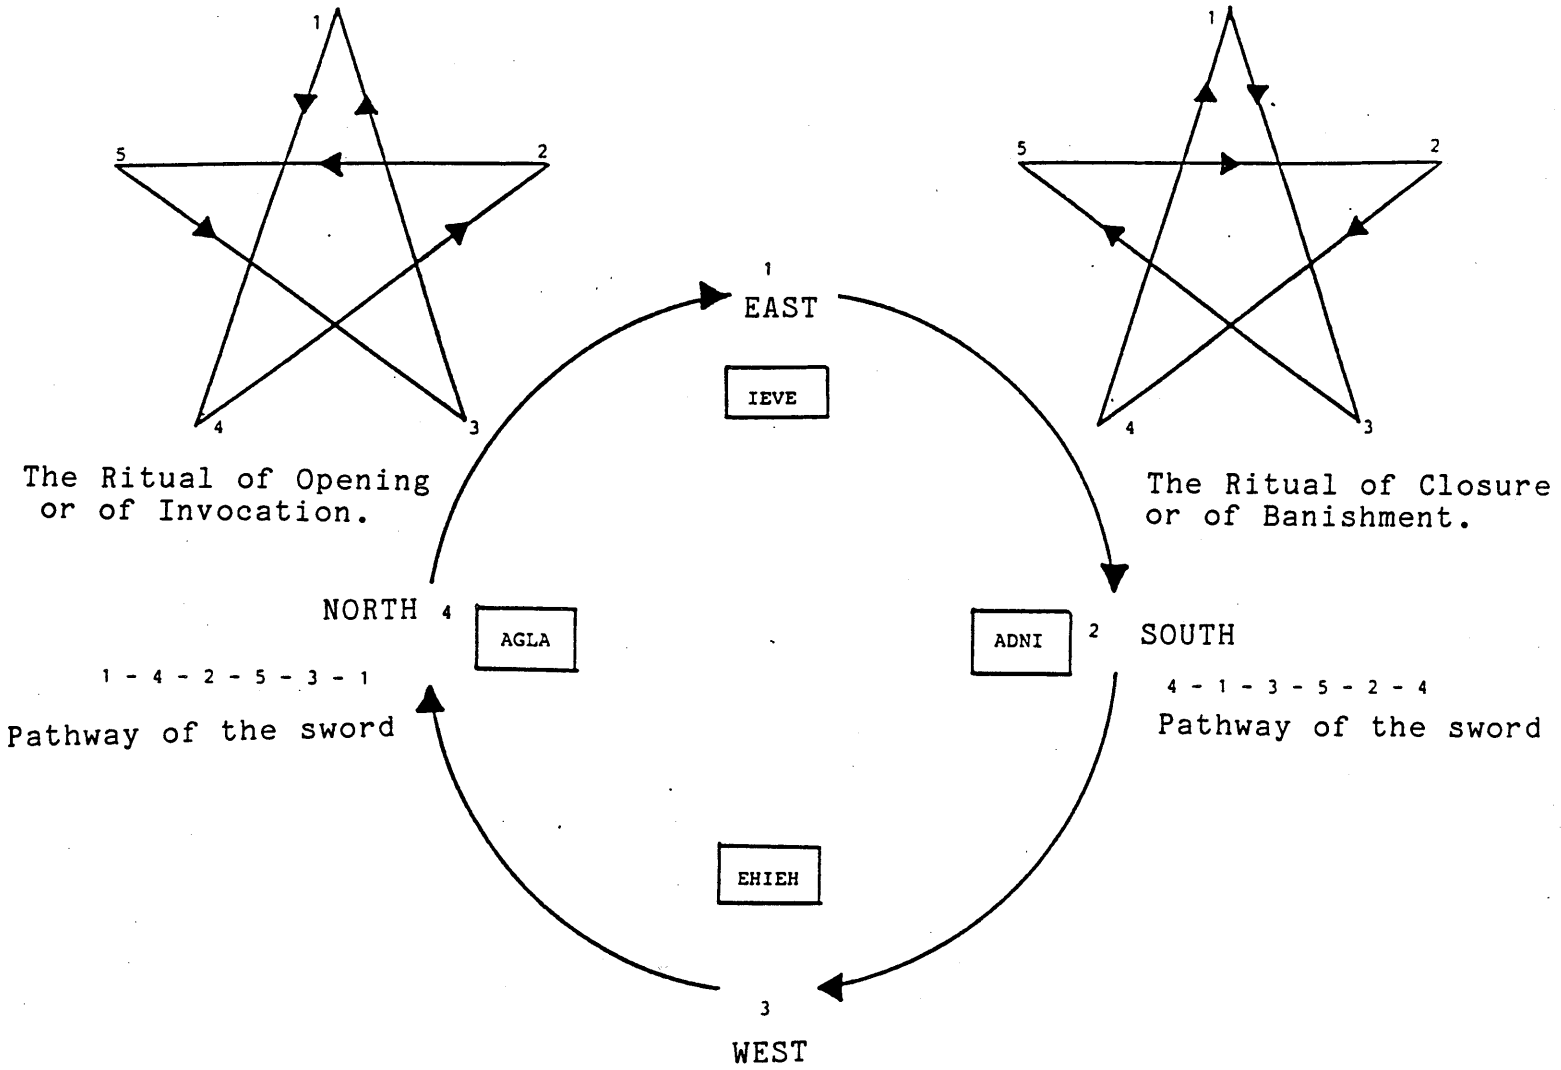 1
5
2
4
3
The Ritual of Opening
or of Invocation.
1
5
2
4
3
The Ritual of Closure
or of Banishment.
1
EAST
IEVE
NORTH 4
AGLA
ADNI
2 SOUTH
1 - 4 - 2 - 5 - 3 - 1
Pathway of the sword
4 - 1 - 3 - 5 - 2 - 4
Pathway of the sword
EHIEH
3
WEST